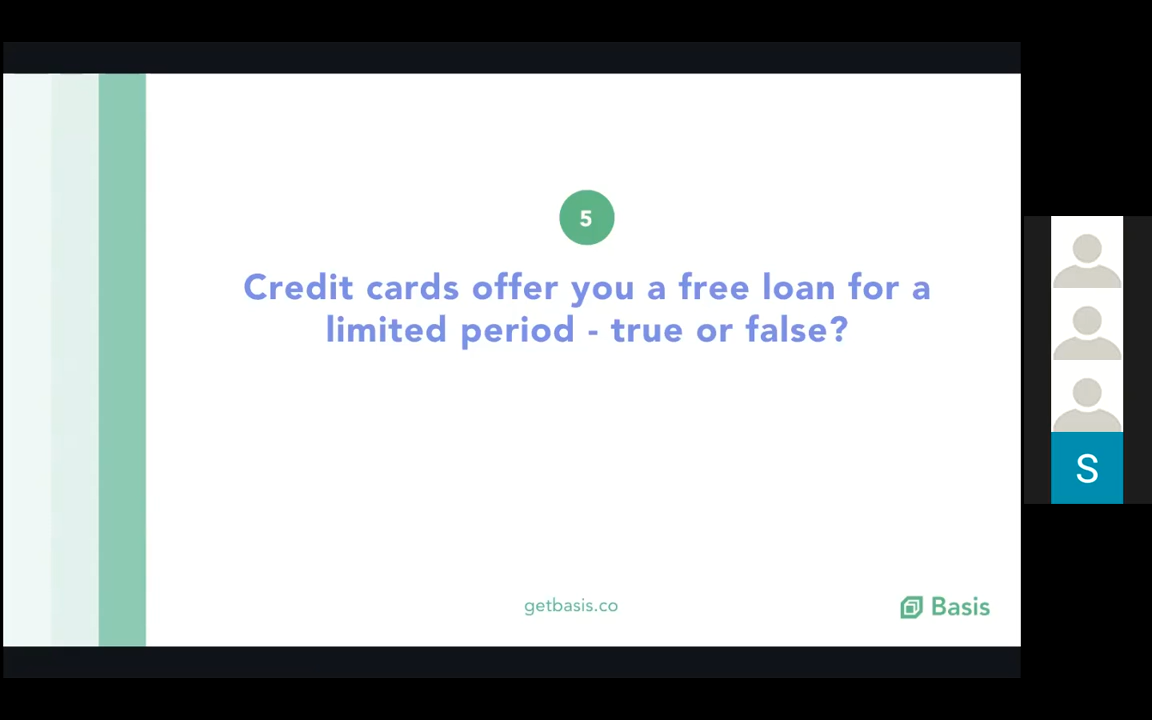 5
Credit cards offer you a free loan for a
limited period - true or false?
getbasis.co
Basis
S